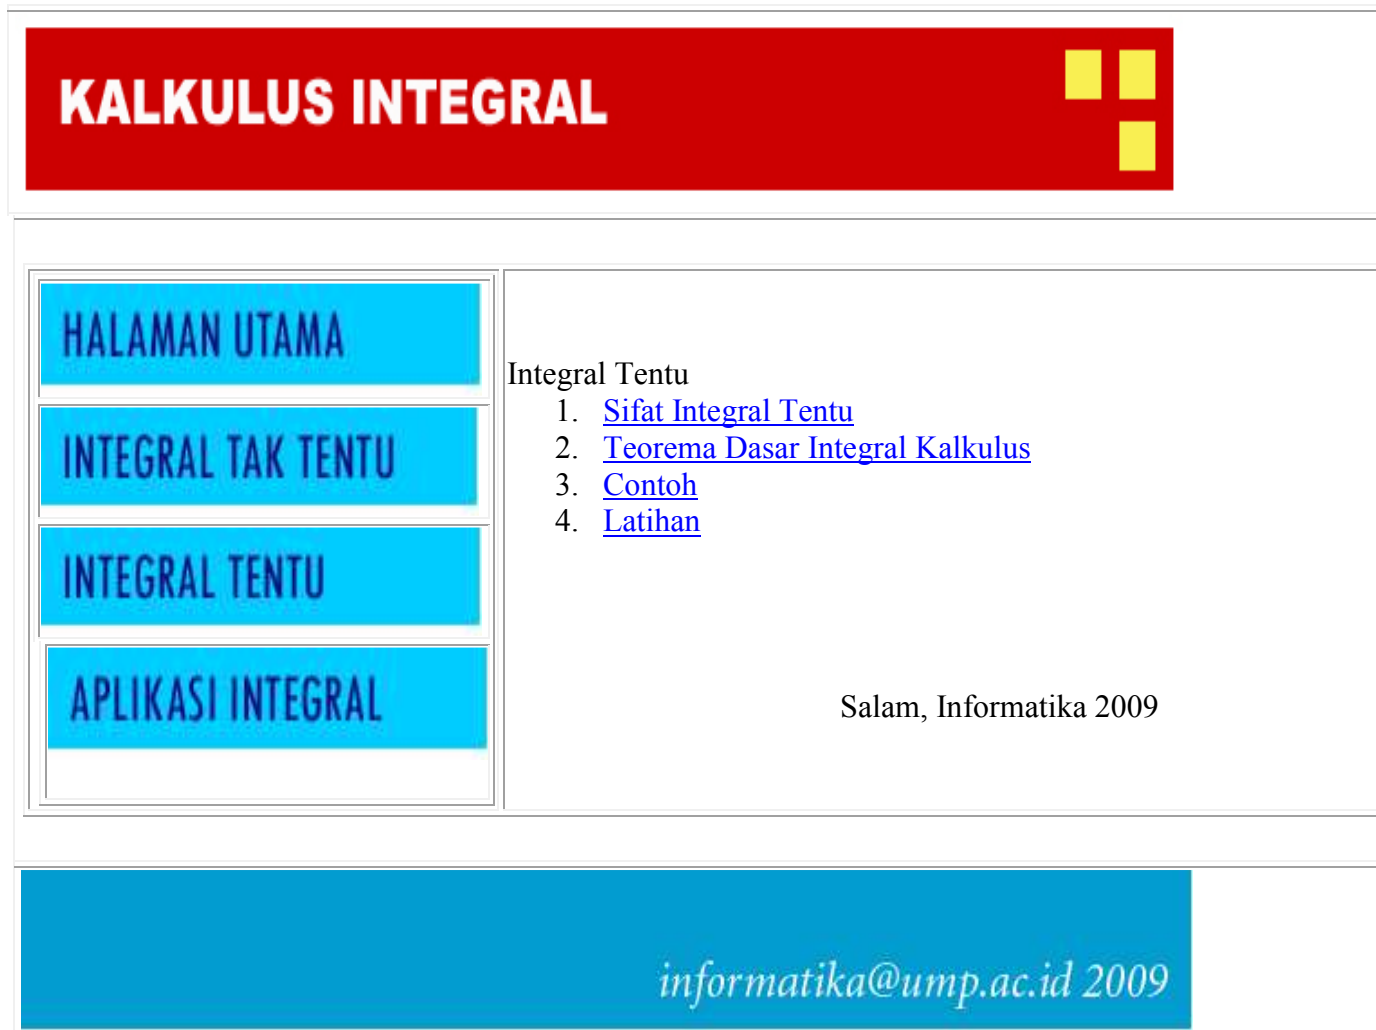 KALKULUS INTEGRAL
HALAMAN UTAMA
INTEGRAL TAK TENTU
INTEGRAL TENTU
APLIKASI INTEGRAL
Integral Tentu
1. Sifat Integral Tentu
2. Teorema Dasar Integral Kalkulus
3. Contoh
4. Latihan
Salam, Informatika 2009
informatika@ump.ac.id 2009